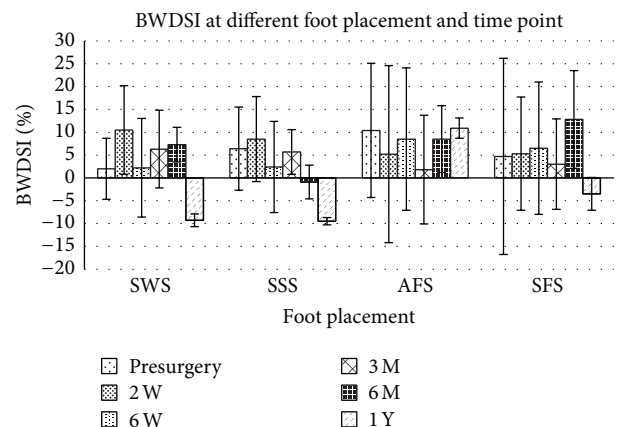 BWDSI at different foot placement and time point
BWDSI (%)
30
25
20
15
10
5
0
−5
−10
−15
−20
SWS SSS AFS SFS
Foot placement
Presurgery
2 W
6 W
3 M
6 M
1 Y